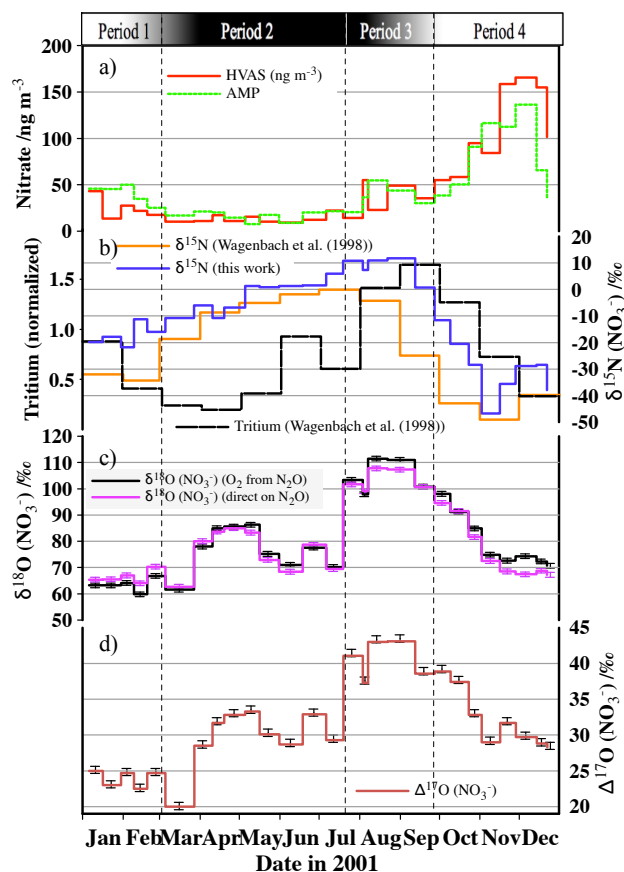 Period 1 Period 2 Period 3 Period 4
a)
HVAS (ng m-3)
AMP
Nitrate /ng m-3
200
150
100
50
0
b)
δ15N (Wagenbach et al. (1998))
δ15N (this work)
Tritium (Wagenbach et al. (1998))
Tritium (normalized)
1.5
1.0
0.5
20
10
0
-10
-20
-30
-40
-50
δ15N (NO3-) /‰
c)
δ18O (NO3-) (O2 from N2O)
δ18O (NO3-) (direct on N2O)
δ18O (NO3-) /‰
120
110
100
90
80
70
60
50
d)
Δ17O (NO3-)
45
40
35
30
25
20
Δ17O (NO3-) /‰
Jan Feb Mar Apr May Jun Jul Aug Sep Oct Nov Dec
Date in 2001